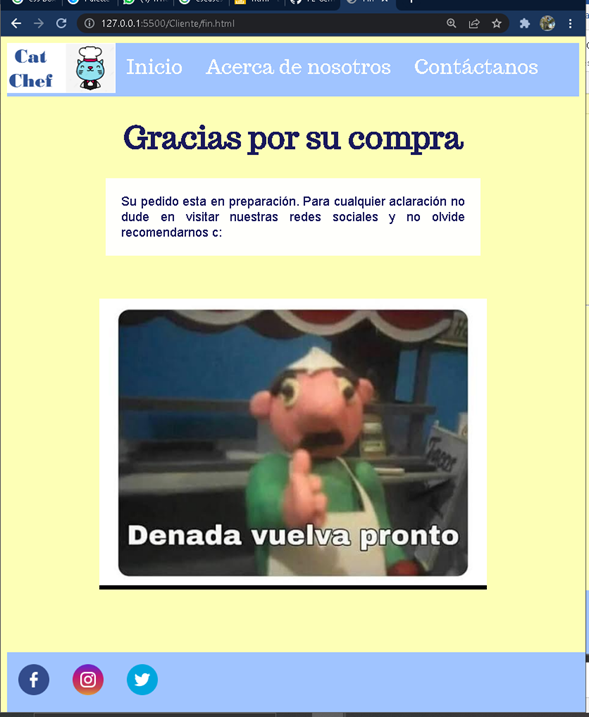 127.0.0.1:5500/Cliente/fin.html
Cat
Chef
Inicio Acerca de nosotros Contáctanos
Gracias por su compra
Su pedido esta en preparación. Para cualquier aclaración no
dude en visitar nuestras redes sociales y no olvide
recomendarnos c:
Tacos
Denada vuelva pronto